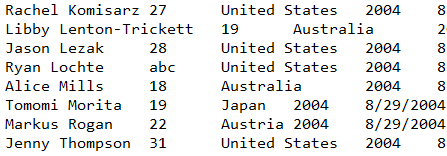 Rachel Komisarz 27 United States 2004 8
Libby Lenton-Trickett 19 Australia 2
Jason Lezak 28 United States 2004 8
Ryan Lochte abc United States 2004 8
Alice Mills 18 Australia 2004 8
Tomomi Morita 19 Japan 2004 8/29/2004
Markus Rogan 22 Austria 2004 8/29/2004
Jenny Thompson 31 United States 2004 8